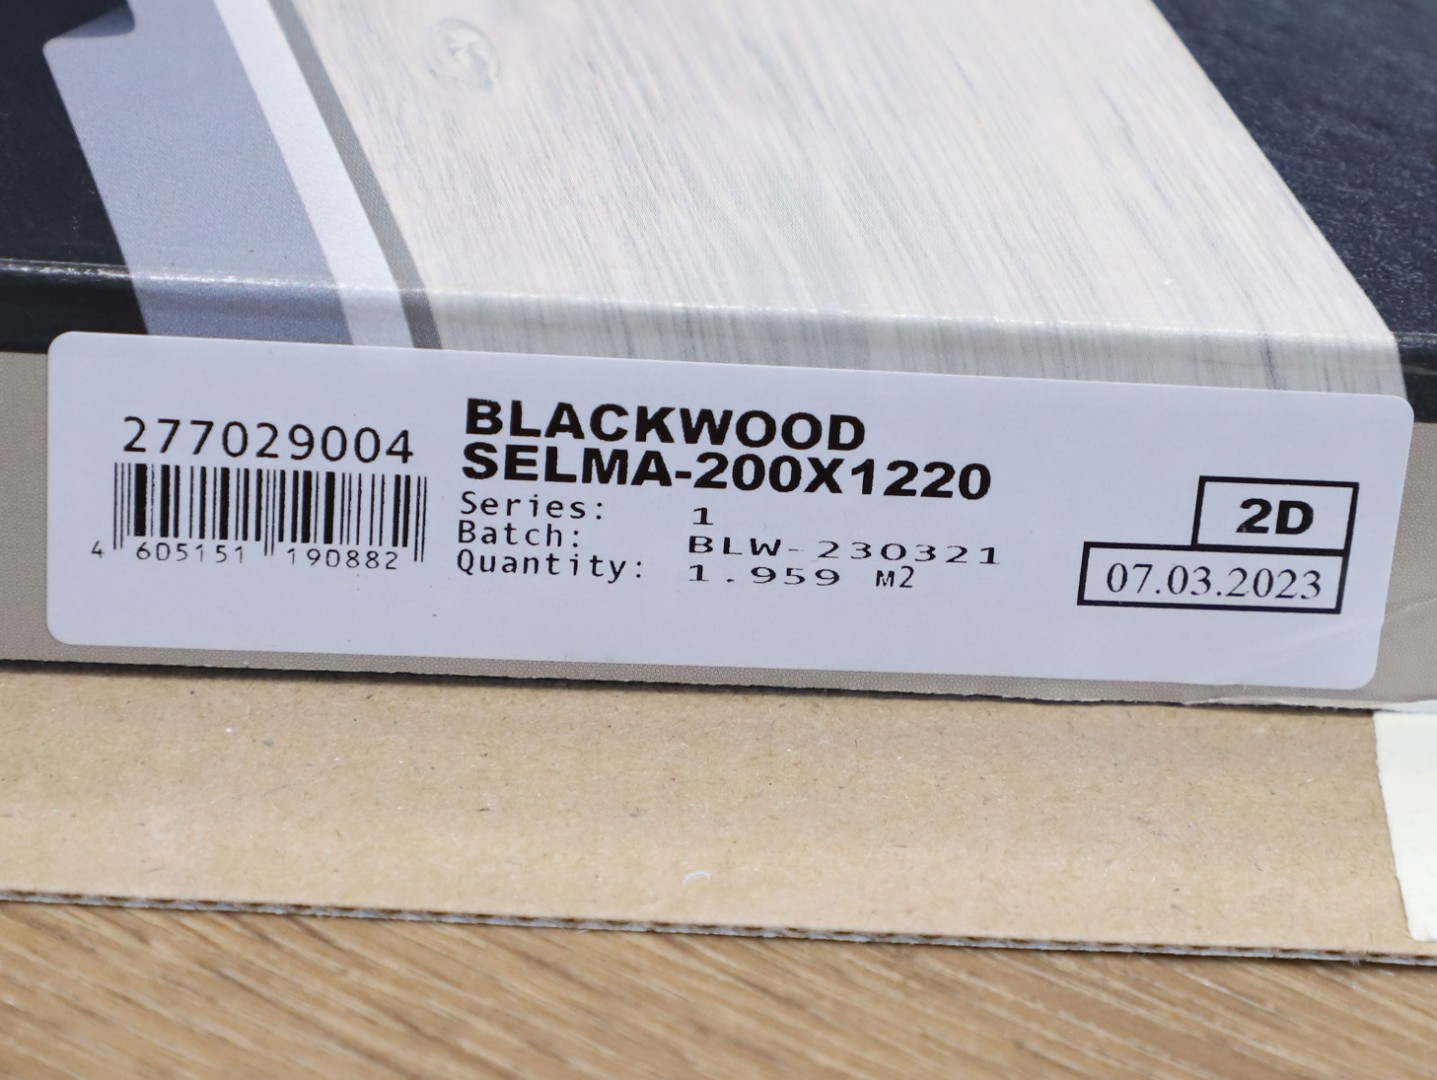 277029004
4 605151 190882
BLACKWOOD
SELMA-200X1220
Series: 1
Batch: BLW-230321
Quantity: 1.959 M2
2D
07.03.2023